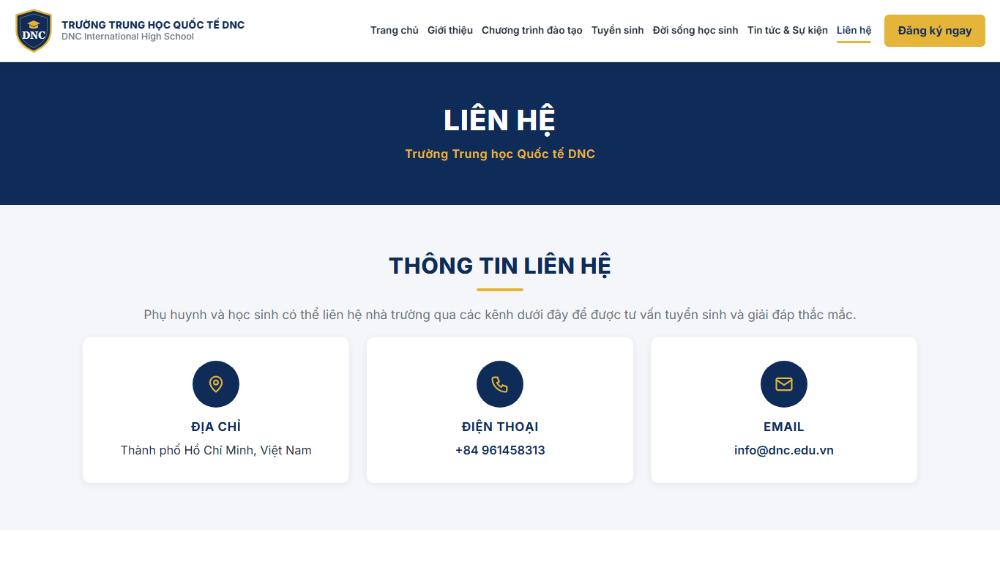 DNC
TRƯỜNG TRUNG HỌC QUỐC TẾ DNC
DNC International High School
Trang chủ Giới thiệu Chương trình đào tạo Tuyển sinh Đời sống học sinh Tin tức & Sự kiện Liên hệ Đăng ký ngay
LIÊN HỆ
Trường Trung học Quốc tế DNC
THÔNG TIN LIÊN HỆ
Phụ huynh và học sinh có thể liên hệ nhà trường qua các kênh dưới đây để được tư vấn tuyển sinh và giải đáp thắc mắc.
ĐỊA CHỈ
Thành phố Hồ Chí Minh, Việt Nam
ĐIỆN THOẠI
+84 961458313
EMAIL
info@dnc.edu.vn